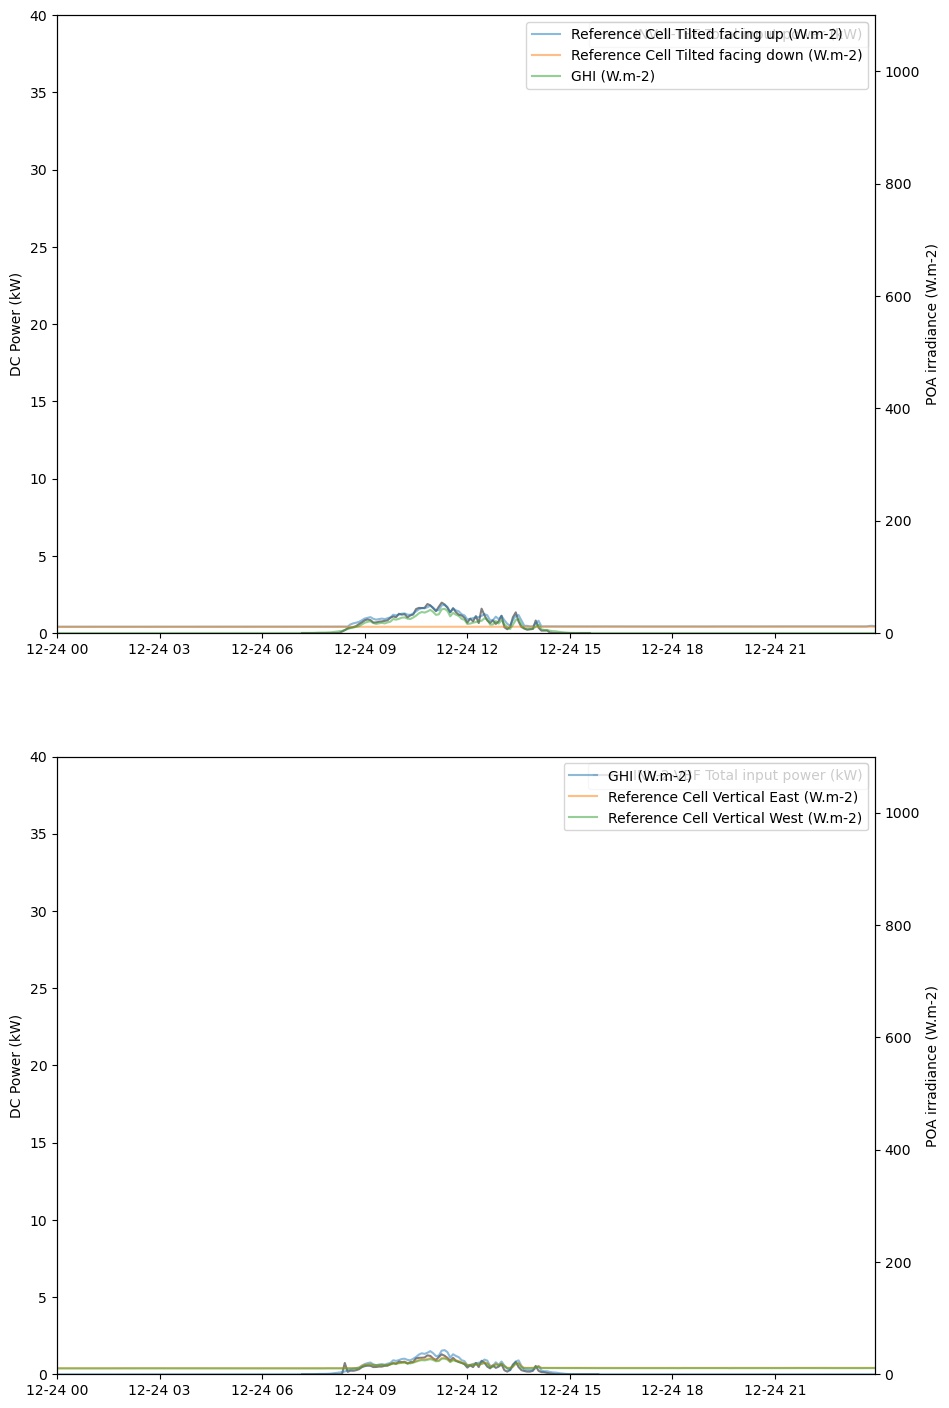 40
35
30
25
20
15
10
5
0
DC Power (kW)
Reference Cell Tilted facing up (W.m-2)
Reference Cell Tilted facing down (W.m-2)
GHI (W.m-2)
1000
800
600
400
200
0
POA irradiance (W.m-2)
12-24 00 12-24 03 12-24 06 12-24 09 12-24 12 12-24 15 12-24 18 12-24 21
40
35
30
25
20
15
10
5
0
DC Power (kW)
GHI (W.m-2) Total input power (kW)
Reference Cell Vertical East (W.m-2)
Reference Cell Vertical West (W.m-2)
1000
800
600
400
200
0
POA irradiance (W.m-2)
12-24 00 12-24 03 12-24 06 12-24 09 12-24 12 12-24 15 12-24 18 12-24 21